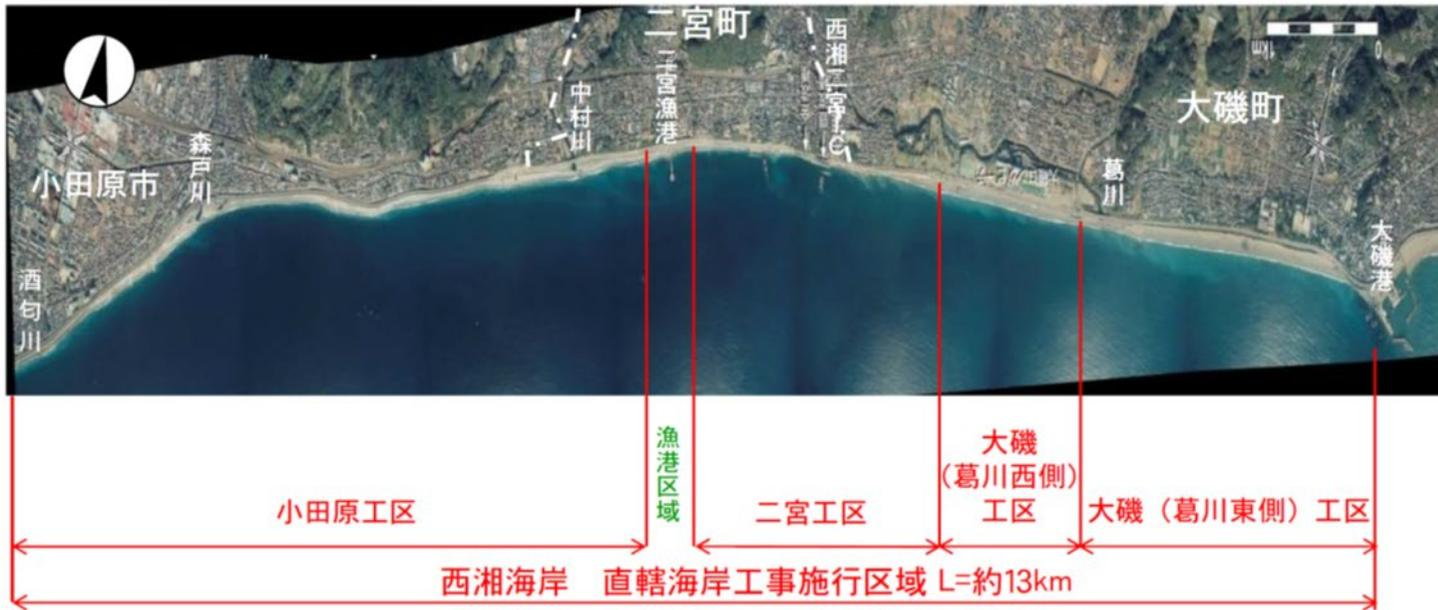 二宮町
西湘二宮IC
1km
0
中村川
二宮漁港
大磯町
森戸川
小田原市
葛川
大磯港
酒匂川
漁港区域
大磯
（葛川西側）
工区
小田原工区
二宮工区
大磯（葛川東側）工区
西湘海岸　直轄海岸工事施行区域 L=約13km